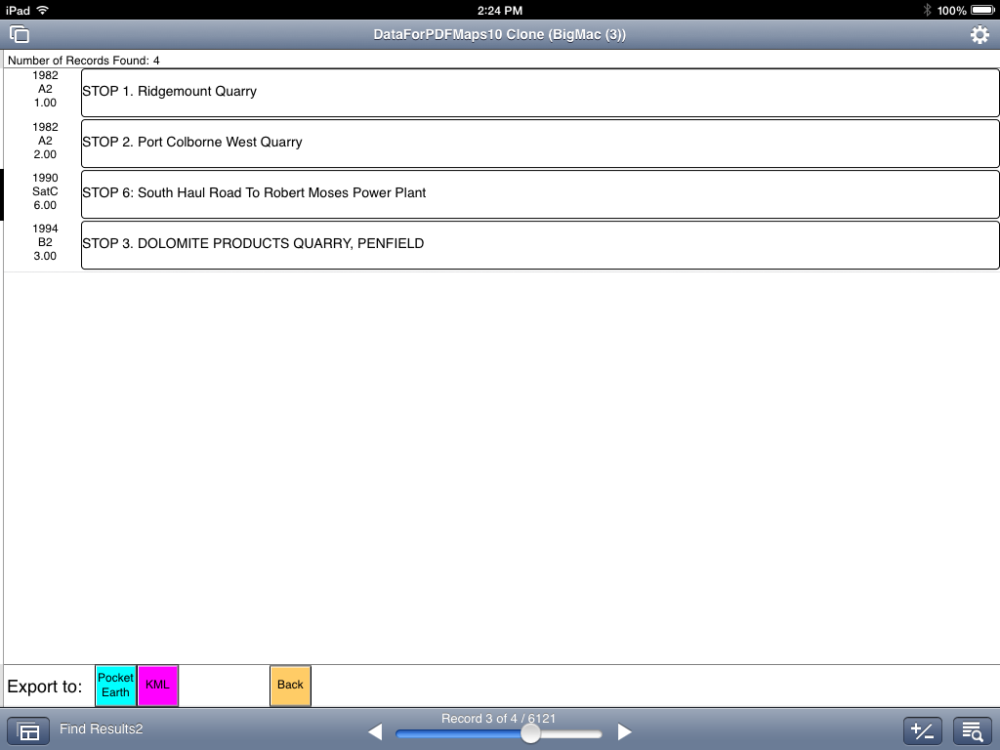 iPad 2:24 PM 100%
DataForPDFMaps10 Clone (BigMac (3))
Number of Records Found: 4
1982
A2
1.00
STOP 1. Ridgemount Quarry
1982
A2
2.00
STOP 2. Port Colborne West Quarry
1990
SatC
6.00
STOP 6: South Haul Road To Robert Moses Power Plant
1994
B2
3.00
STOP 3. DOLOMITE PRODUCTS QUARRY, PENFIELD
Export to:
Pocket
Earth
KML
Back
Find Results2
Record 3 of 4 / 6121